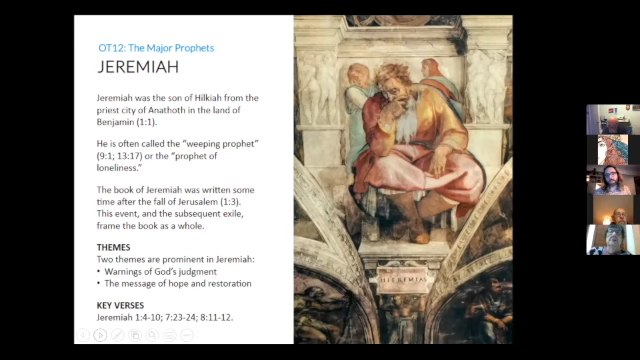 OT12: The Major Prophets
JEREMIAH
Jeremiah was the son of Hilkiah from the
priest city of Anathoth in the land of
Benjamin (1:1).
He is often called the “weeping prophet”
(9:1; 13:17) or the “prophet of
loneliness.”
The book of Jeremiah was written some
time after the fall of Jerusalem (1:3).
This event, and the subsequent exile,
frame the book as a whole.
THEMES
Two themes are prominent in Jeremiah:
• Warnings of God’s judgment
• The message of hope and restoration
KEY VERSES
Jeremiah 1:4-10; 7:23-24; 8:11-12.
HIEREMIAS